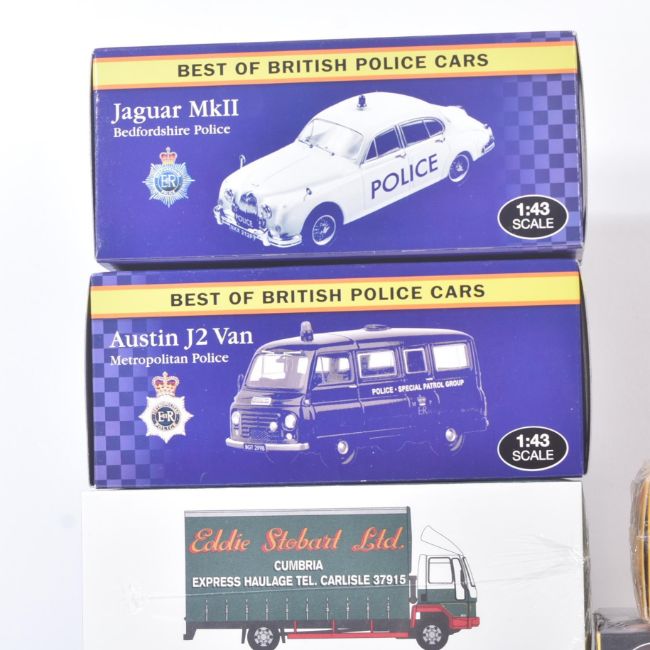 BEST OF BRITISH POLICE CARS
Jaguar MkII
Bedfordshire Police
POLICE
POLICE
1:43
SCALE
BEST OF BRITISH POLICE CARS
Austin J2 Van
Metropolitan Police
POLICE • SPECIAL PATROL GROUP
1:43
SCALE
Eddie Stobart Ltd.
CUMBRIA
EXPRESS HAULAGE TEL. CARLISLE 37915